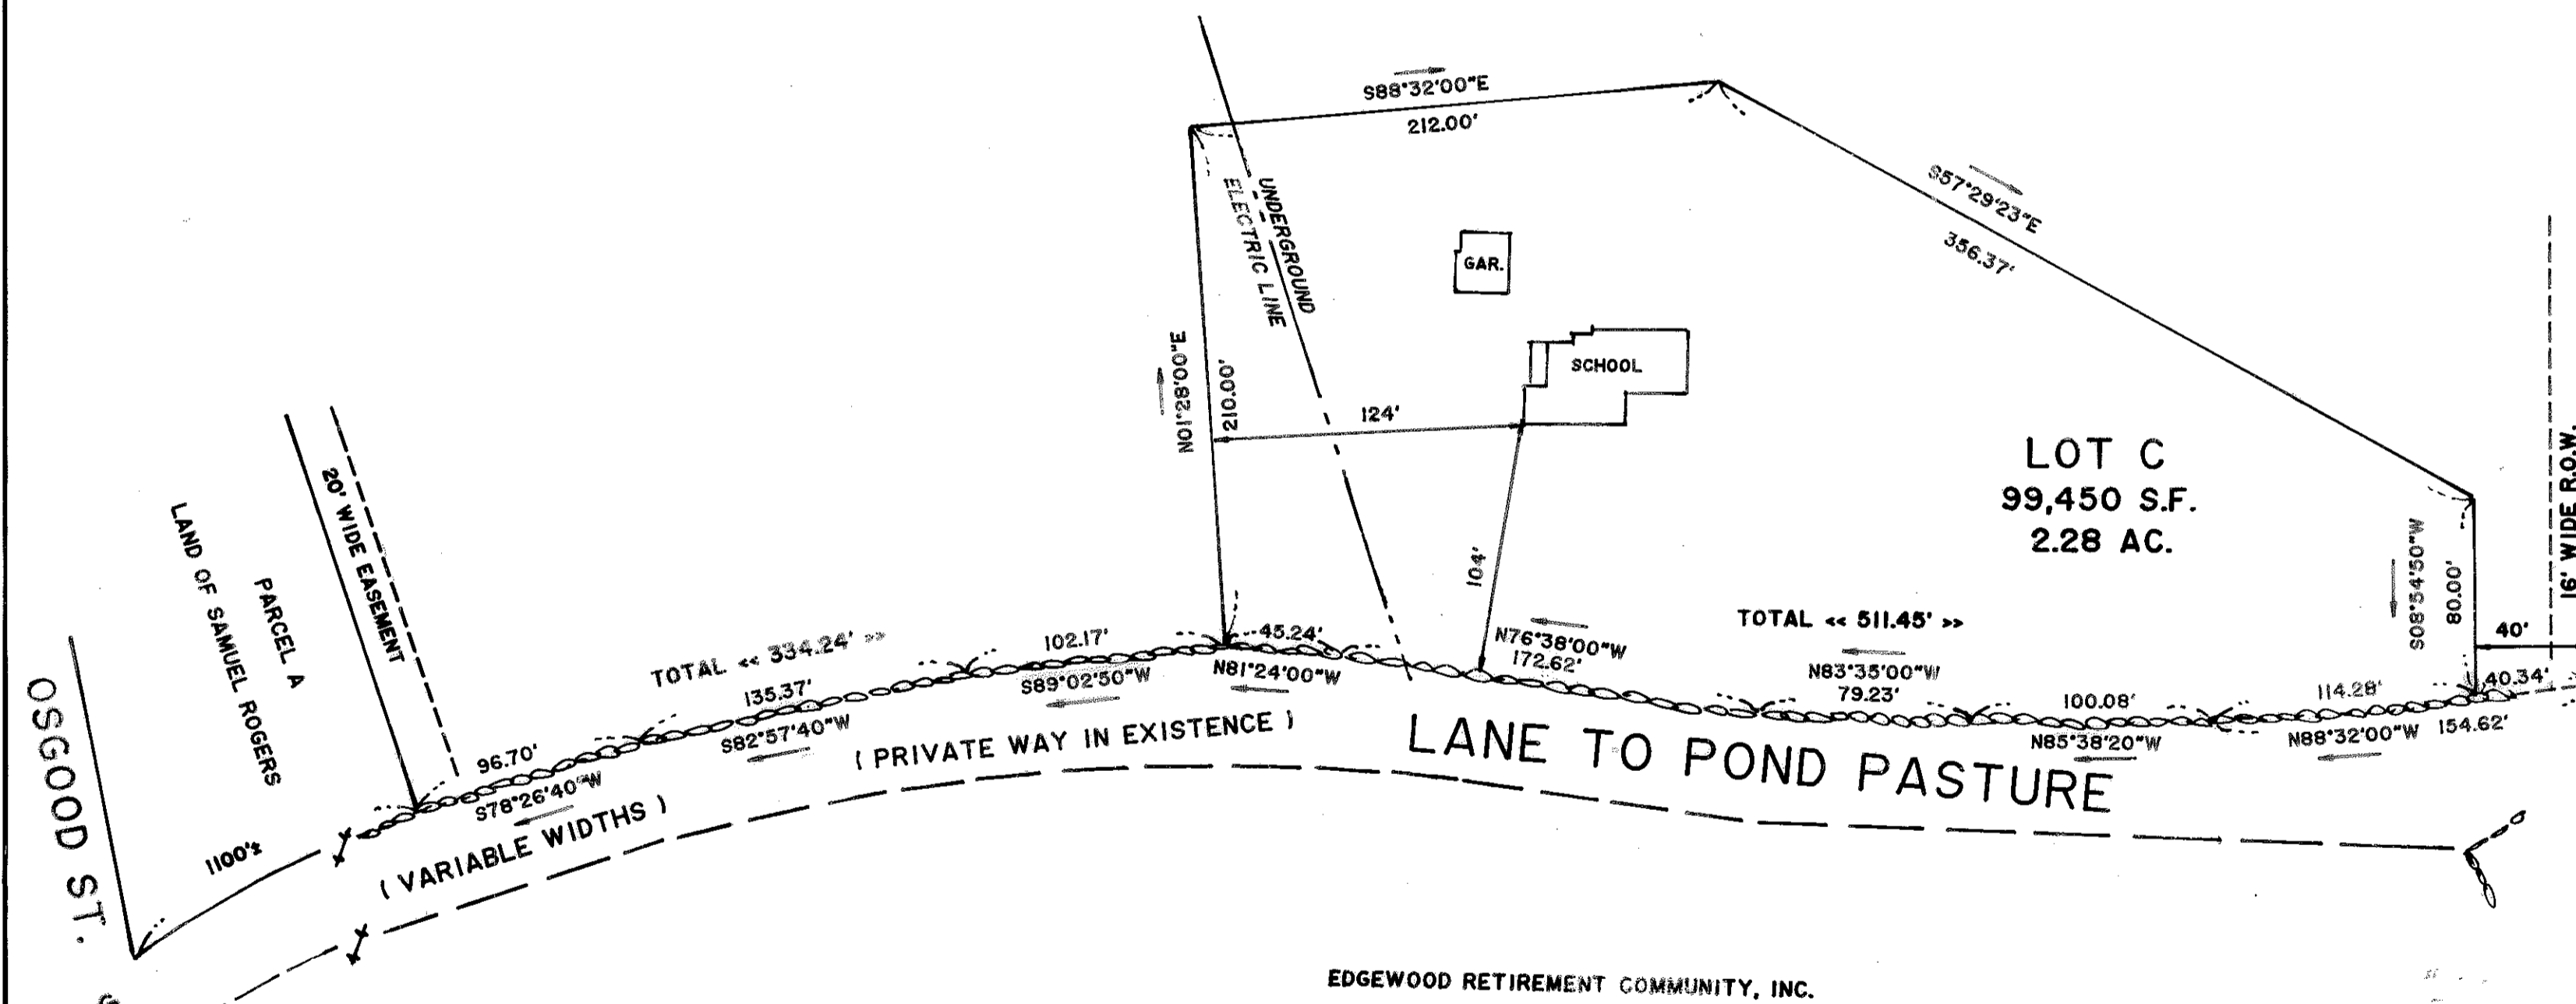 S88°32'00"E
212.00'
S57°29'23"E
356.37'
UNDERGROUND
ELECTRIC LINE
GAR.
SCHOOL
N01°28'00"E
210.00'
124'
104'
LOT C
99,450 S.F.
2.28 AC.
S08°54'50"W
80.00'
16' WIDE R.O.W.
40'
40.34'
20' WIDE EASEMENT
PARCEL A
LAND OF SAMUEL ROGERS
OSGOOD ST.
1100'±
TOTAL << 334.24' >>
96.70'
S78°26'40"W
135.37'
S82°57'40"W
102.17'
S89°02'50"W
45.24'
N81°24'00"W
N76°38'00"W
172.62'
TOTAL << 511.45' >>
N83°35'00"W
79.23'
100.08'
N85°38'20"W
114.28'
N88°32'00"W
154.62'
(VARIABLE WIDTHS)
(PRIVATE WAY IN EXISTENCE)
LANE TO POND PASTURE
EDGEWOOD RETIREMENT COMMUNITY, INC.